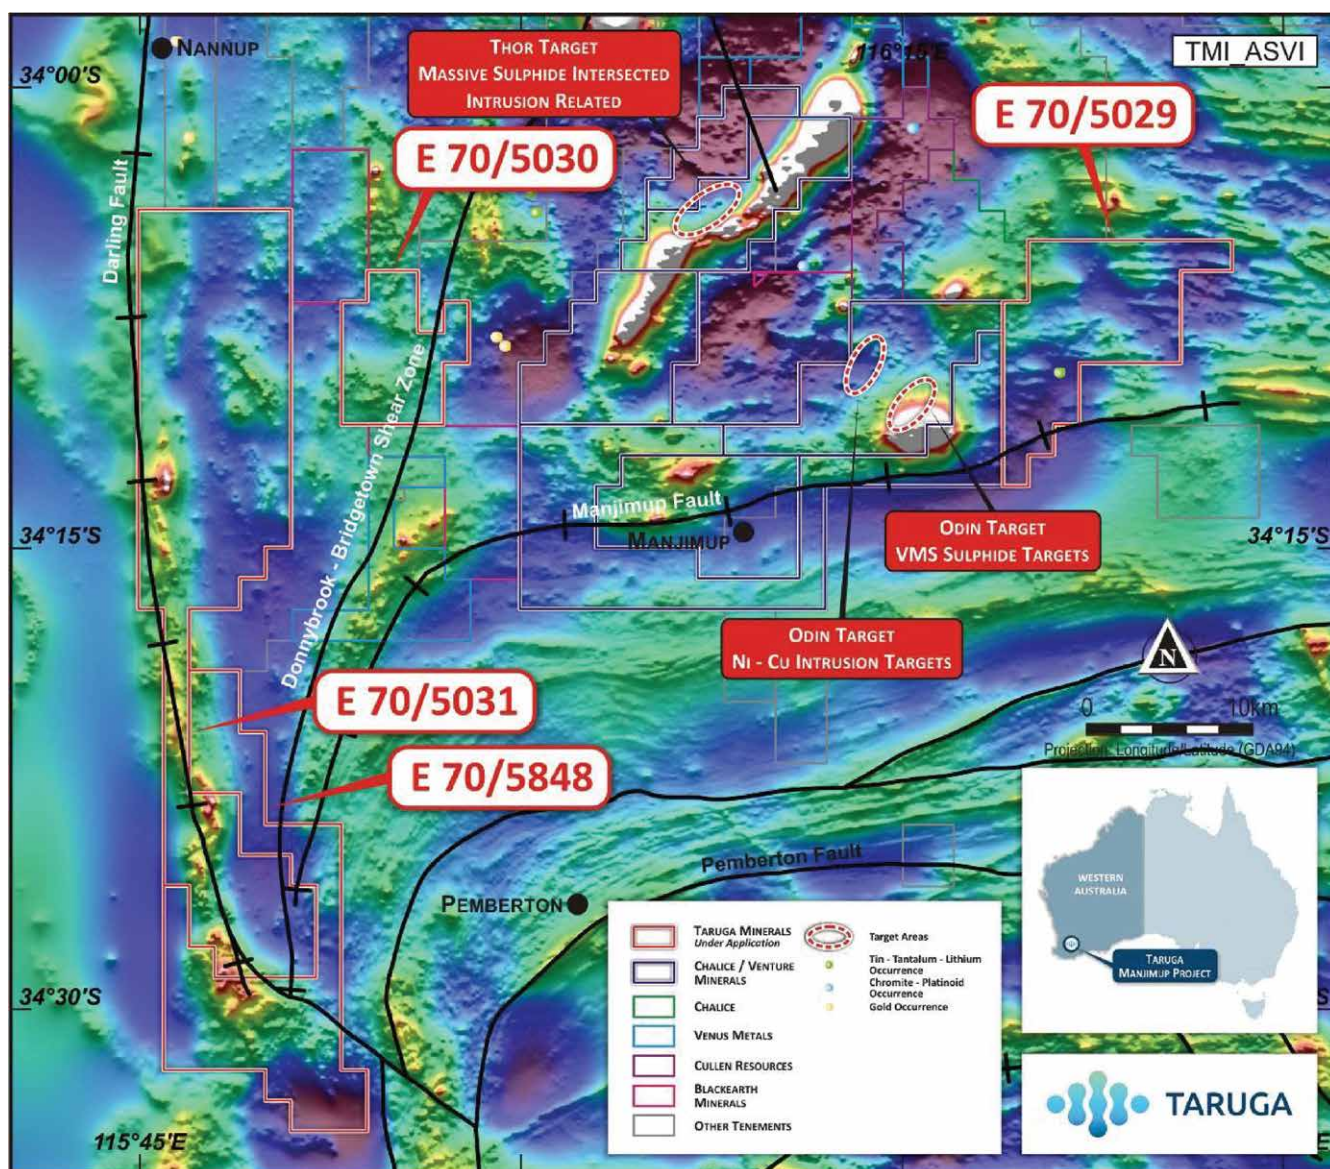 NANNUP
34°00'S
THOR TARGET
MASSIVE SULPHIDE INTERSECTED
INTRUSION RELATED
116°15'E
TMI_ASVI
E 70/5030
E 70/5029
Darling Fault
Donnybrook - Bridgetown Shear Zone
Manjimup Fault
MANJIMUP
34°15'S
34°15'S
ODIN TARGET
VMS SULPHIDE TARGETS
ODIN TARGET
NI - CU INTRUSION TARGETS
N
0 10km
Projection: Longitude/Latitude (GDA94)
E 70/5031
E 70/5848
Pemberton Fault
PEMBERTON
34°30'S
115°45'E
TARUGA MINERALS
Under Application
CHALICE / VENTURE
MINERALS
CHALICE
VENUS METALS
CULLEN RESOURCES
BLACKEARTH
MINERALS
OTHER TENEMENTS
Target Areas
Tin - Tantalum - Lithium
Occurrence
Chromite - Platinoid
Occurrence
Gold Occurrence
WESTERN
AUSTRALIA
TARUGA
MANJIMUP PROJECT
TARUGA